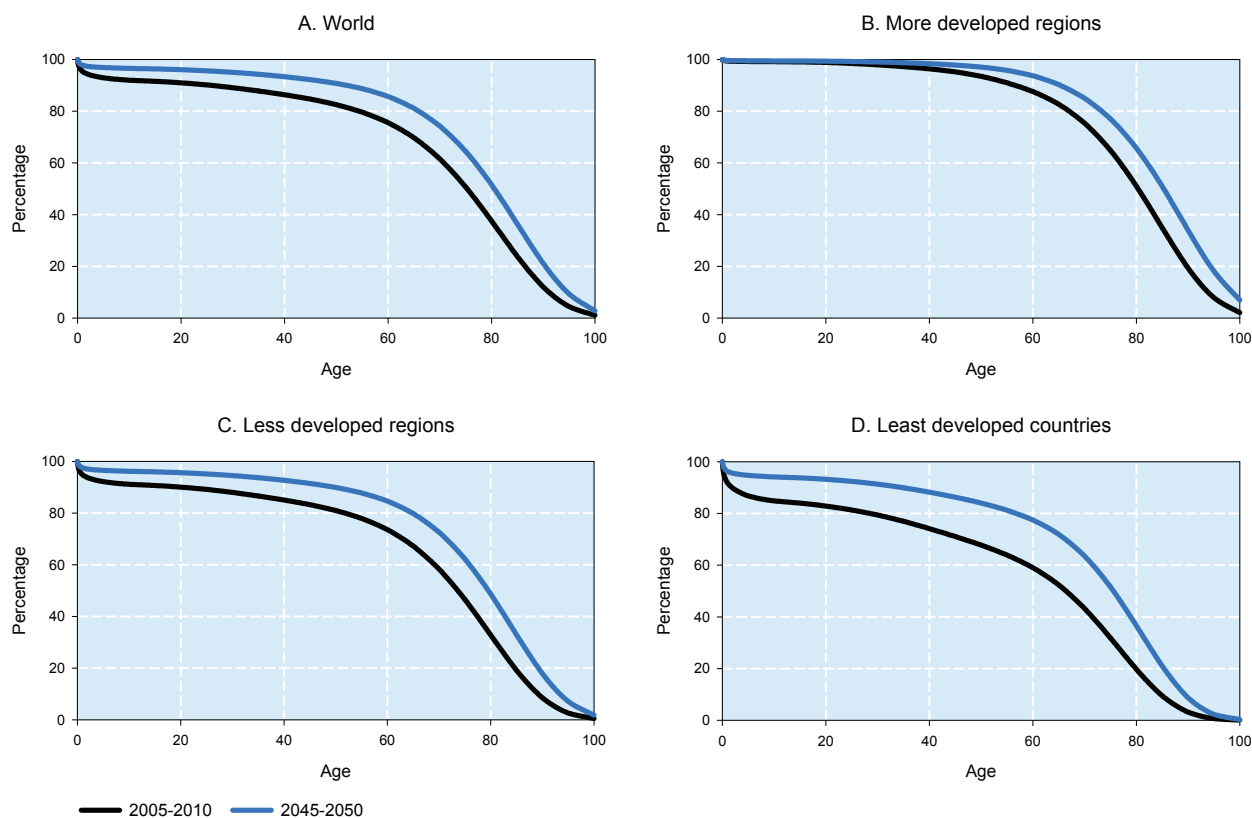 A. World
B. More developed regions
Percentage
100
80
60
40
20
0
0 20 40 60 80 100
Age
Percentage
100
80
60
40
20
0
0 20 40 60 80 100
Age
C. Less developed regions
D. Least developed countries
Percentage
100
80
60
40
20
0
0 20 40 60 80 100
Age
Percentage
100
80
60
40
20
0
0 20 40 60 80 100
Age
2005-2010 2045-2050